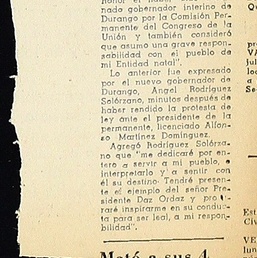 nado gobernador interino de
Durango por la Comisión Per-
manente del Congreso de la
Unión y también consideró
que asumo una grave respon-
sabilidad con el pueblo de
mi Entidad natal".
Lo anterior fue expresado
por el nuevo gobernador de
Durango, Angel Rodríguez
Solórzano, minutos después de
haber rendido la protesta de
ley ante el presidente de la
permanente, licenciado Alfon-
so Martínez Domínguez.
Agregó Rodríguez Solórza-
no que "me dedicaré por en-
tero a servir a mi pueblo, a
interpretarlo y a sentir con
él su destino. Tendré presen-
te el ejemplo del señor Pre-
sidente Daz Ordaz y pro-
raré inspirarme en su conduc-
ta para ser leal, a mi respon-
sabilidad".
Mató a sus 4